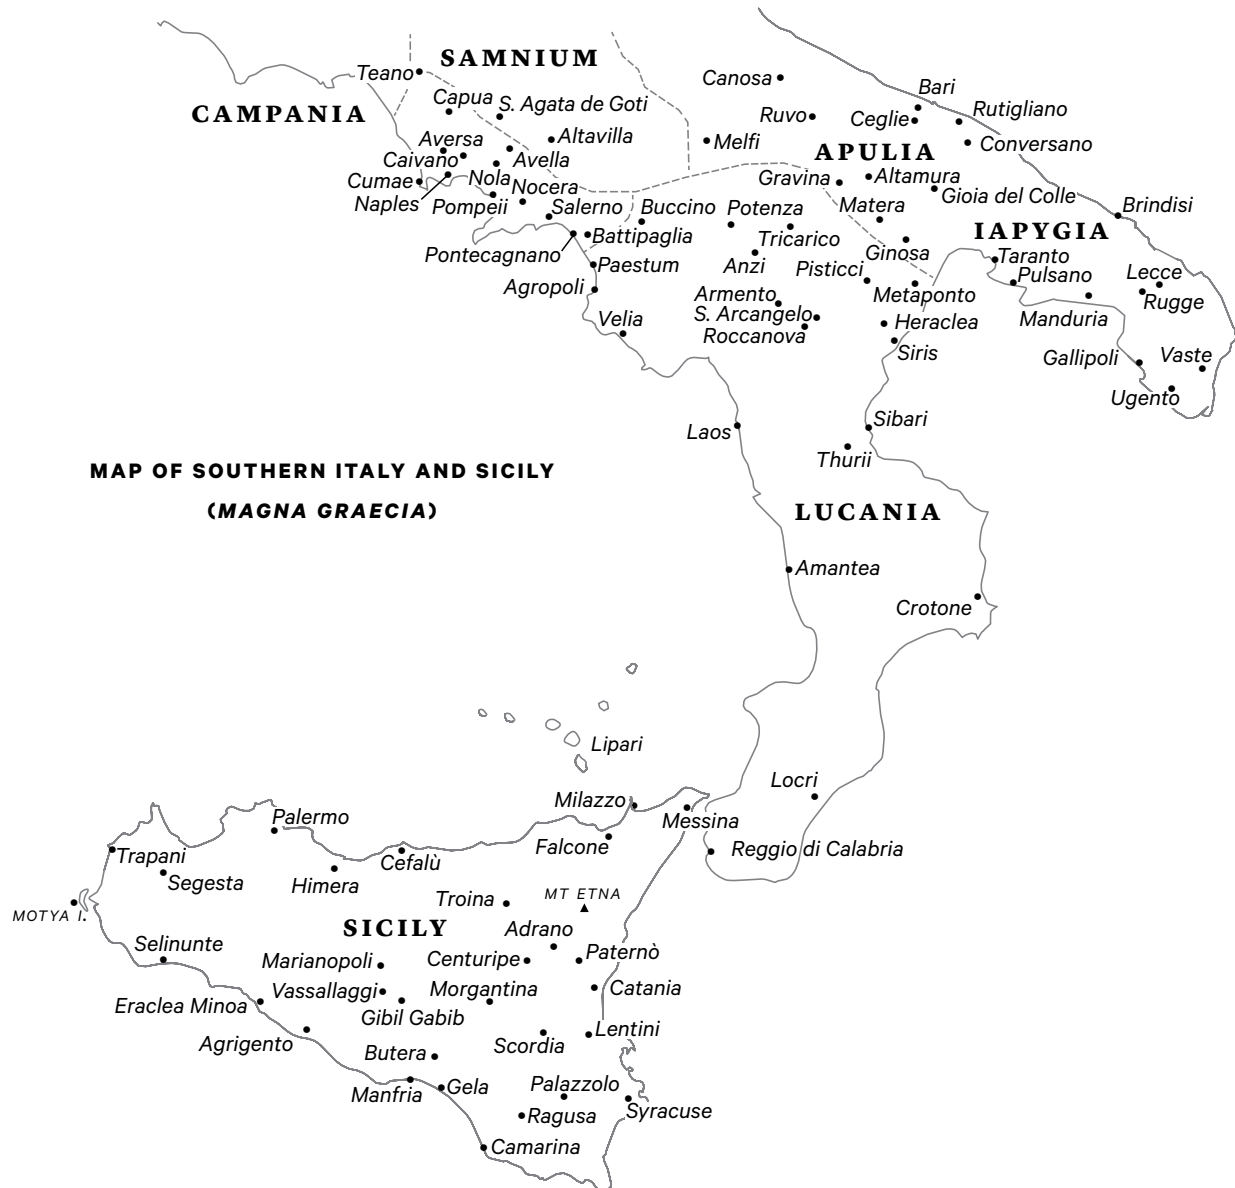 SAMNIUM
Teano
Canosa
Bari
Capua
S. Agata de Goti
CAMPANIA
Ruvo
Ceglie
Rutigliano
Aversa
Altavilla
Melfi
Conversano
APULIA
Caivano
Avella
Cumae
Nola
Nocera
Gravina
Altamura
Gioia del Colle
Naples
Pompeii
Salerno
Buccino
Potenza
Matera
Brindisi
Battipaglia
Tricarico
IAPYGIA
Pontecagnano
Ginosa
Paestum
Anzi
Pisticci
Taranto
Pulsano
Lecce
Agropoli
Armento
Metaponto
Rugge
S. Arcangelo
Heraclea
Manduria
Velia
Roccanova
Siris
Gallipoli
Vaste
Ugento
Laos
Sibari
Thurii
MAP OF SOUTHERN ITALY AND SICILY
(MAGNA GRAECIA)
LUCANIA
Amantea
Crotone
Lipari
Locri
Milazzo
Messina
Palermo
Falcone
Reggio di Calabria
Trapani
Cefalù
Segesta
Himera
MT ETNA
Troina
MOTYA I.
SICILY
Adrano
Selinunte
Marianopoli
Centuripe
Paternò
Vassallaggi
Morgantina
Catania
Eraclea Minoa
Gibil Gabib
Agrigento
Scordia
Lentini
Butera
Palazzolo
Manfria
Gela
Ragusa
Syracuse
Camarina